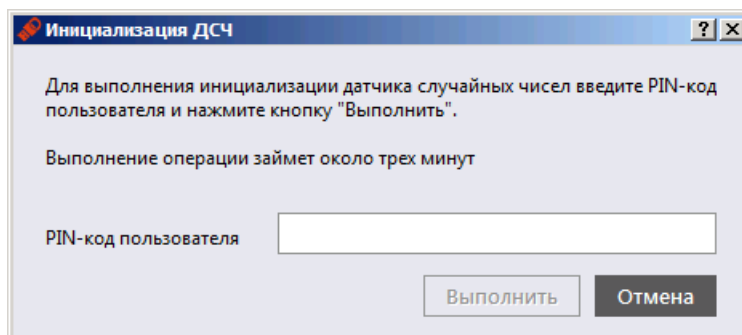 Инициализация ДСЧ
Для выполнения инициализации датчика случайных чисел введите PIN-код
пользователя и нажмите кнопку "Выполнить".
Выполнение операции займет около трех минут
PIN-код пользователя
Выполнить
Отмена